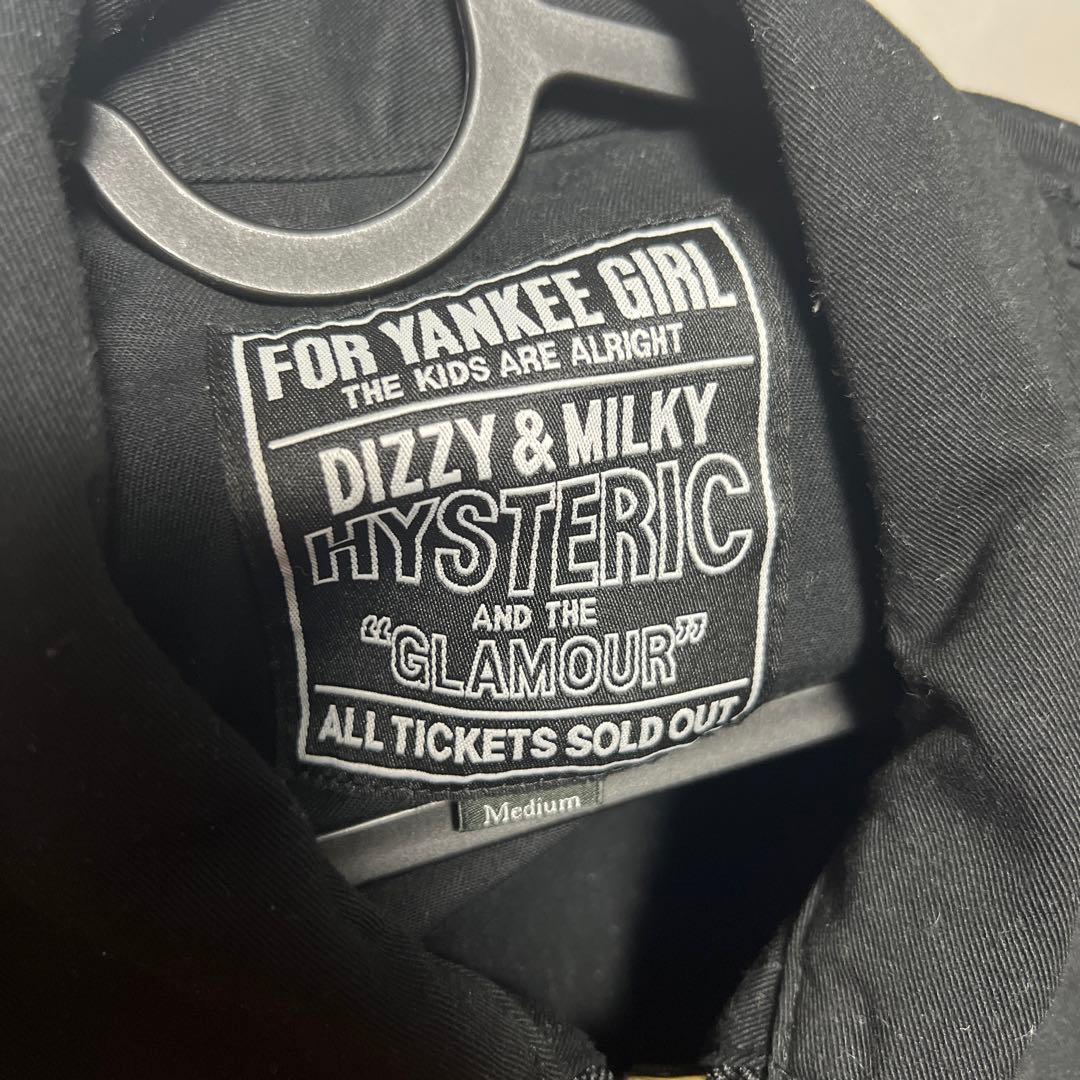 FOR YANKEE GIRL
THE KIDS ARE ALRIGHT
DIZZY & MILKY
HYSTERIC
AND THE
“GLAMOUR”
ALL TICKETS SOLD OUT
Medium